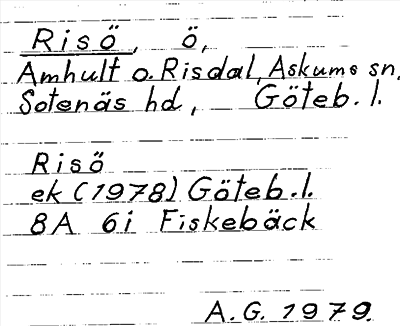 Risö, ö,
Amhult o. Risdal, Askums sn,
Sotenäs hd, Göteb. l.
Risö
ek (1978) Göteb. l.
8A 6i Fiskebäck
A. G. 1979.